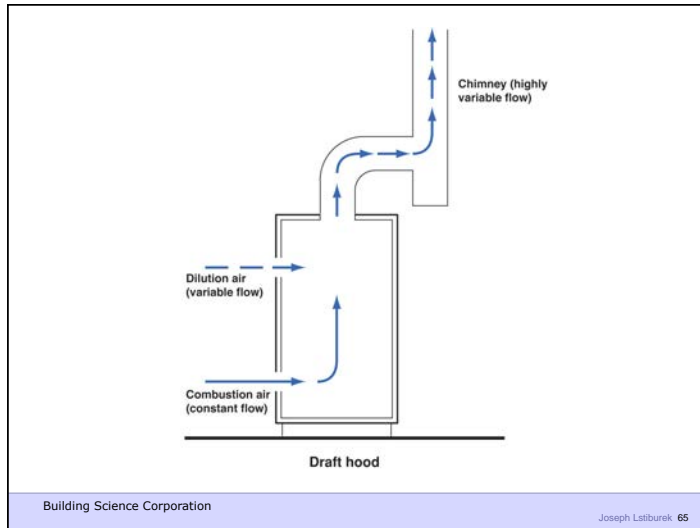 Chimney (highly
variable flow)
Dilution air
(variable flow)
Combustion air
(constant flow)
Draft hood
Building Science Corporation
Joseph Lstiburek 65